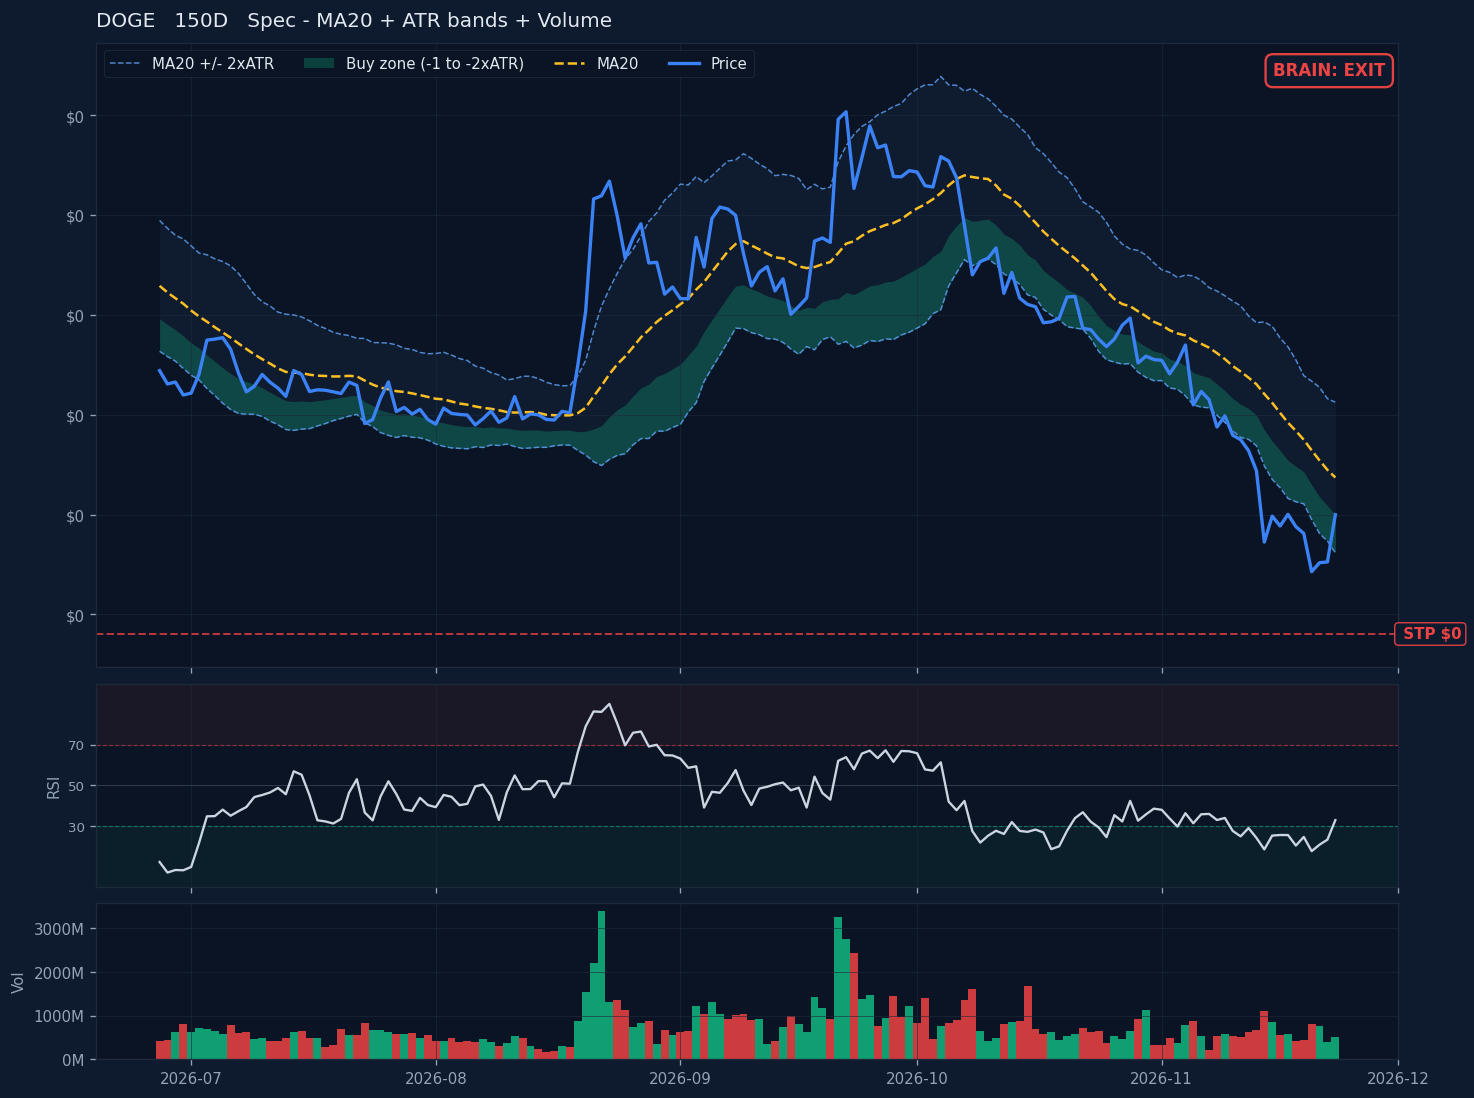 DOGE 150D Spec - MA20 + ATR bands + Volume
MA20 +/- 2xATR
Buy zone (-1 to -2xATR)
MA20
Price
BRAIN: EXIT
$0
$0
$0
$0
$0
$0
STP $0
RSI
70
50
30
Vol
3000M
2000M
1000M
0M
2026-07
2026-08
2026-09
2026-10
2026-11
2026-12